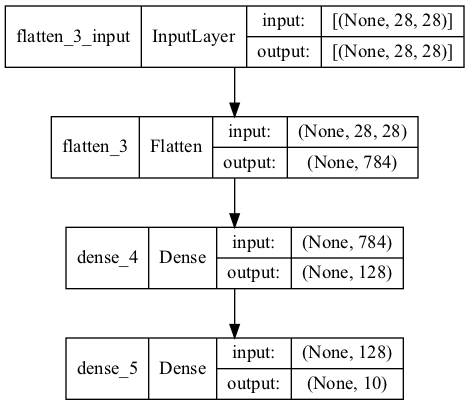 flatten_3_input InputLayer input: [(None, 28, 28)]
output: [(None, 28, 28)]
flatten_3 Flatten input: (None, 28, 28)
output: (None, 784)
dense_4 Dense input: (None, 784)
output: (None, 128)
dense_5 Dense input: (None, 128)
output: (None, 10)